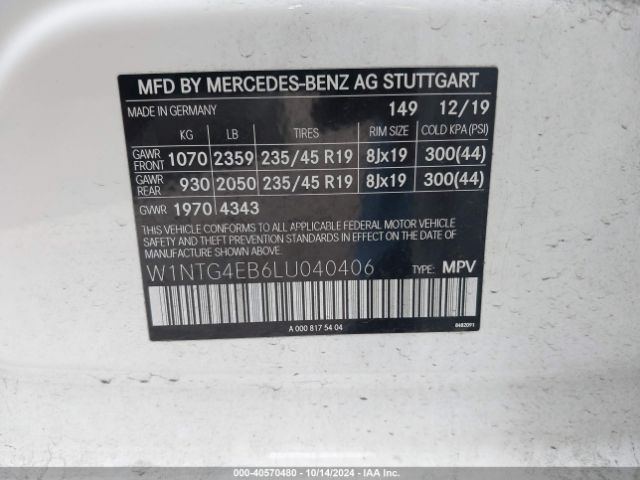 MFD BY MERCEDES-BENZ AG STUTTGART
MADE IN GERMANY 149 12/19
KG LB TIRES RIM SIZE COLD KPA (PSI)
GAWR FRONT 1070 2359 235/45 R19 8Jx19 300(44)
GAWR REAR 930 2050 235/45 R19 8Jx19 300(44)
GVWR 1970 4343
THIS VEHICLE CONFORMS TO ALL APPLICABLE FEDERAL MOTOR VEHICLE
SAFETY AND THEFT PREVENTION STANDARDS IN EFFECT ON THE DATE OF
MANUFACTURE SHOWN ABOVE.
W1NTG4EB6LU040406 TYPE: MPV
A 000 817 54 04 8482091
000-40570480 - 10/14/2024 - IAA Inc.